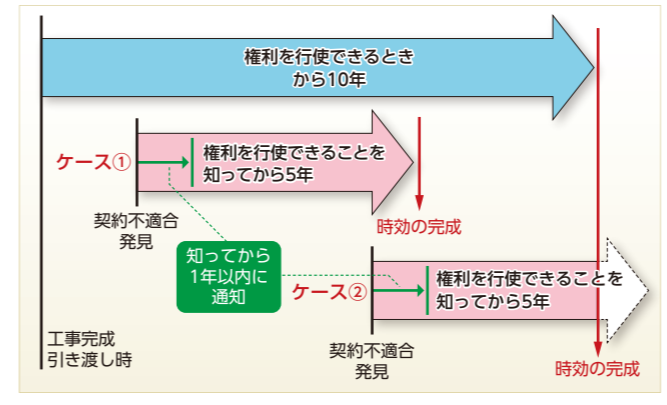 権利を行使できるとき
から10年
ケース①
権利を行使できることを
知ってから5年
契約不適合
発見
時効の完成
知ってから
1年以内に
通知
ケース②
権利を行使できることを
知ってから5年
工事完成
引き渡し時
契約不適合
発見
時効の完成